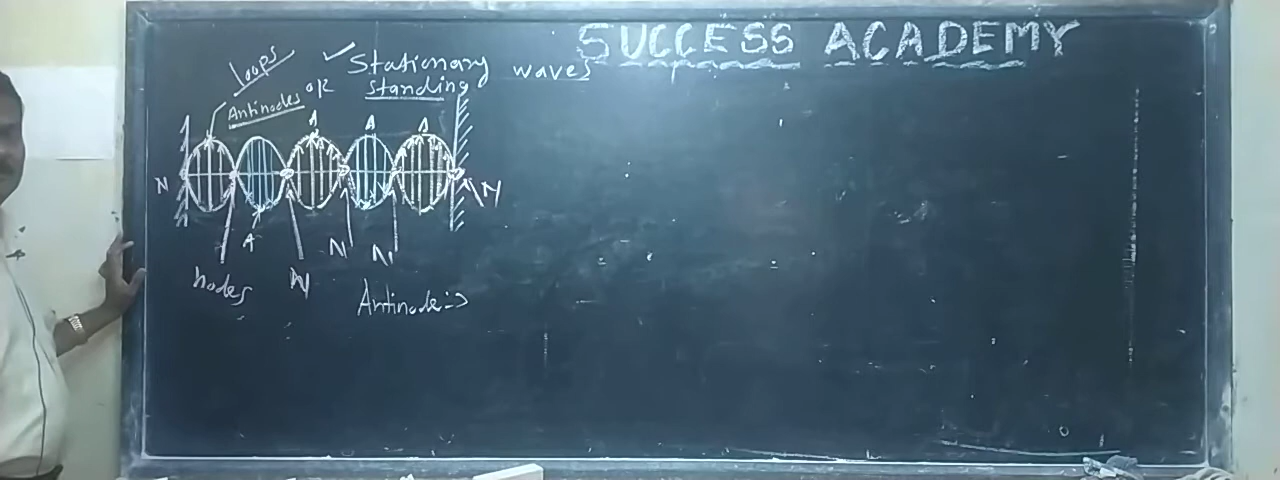 SUCCESS ACADEMY
✓ Stationary waves
or standing
Loops
Antinodes
A A A
N N
A
N N
nodes N
Antinode :->